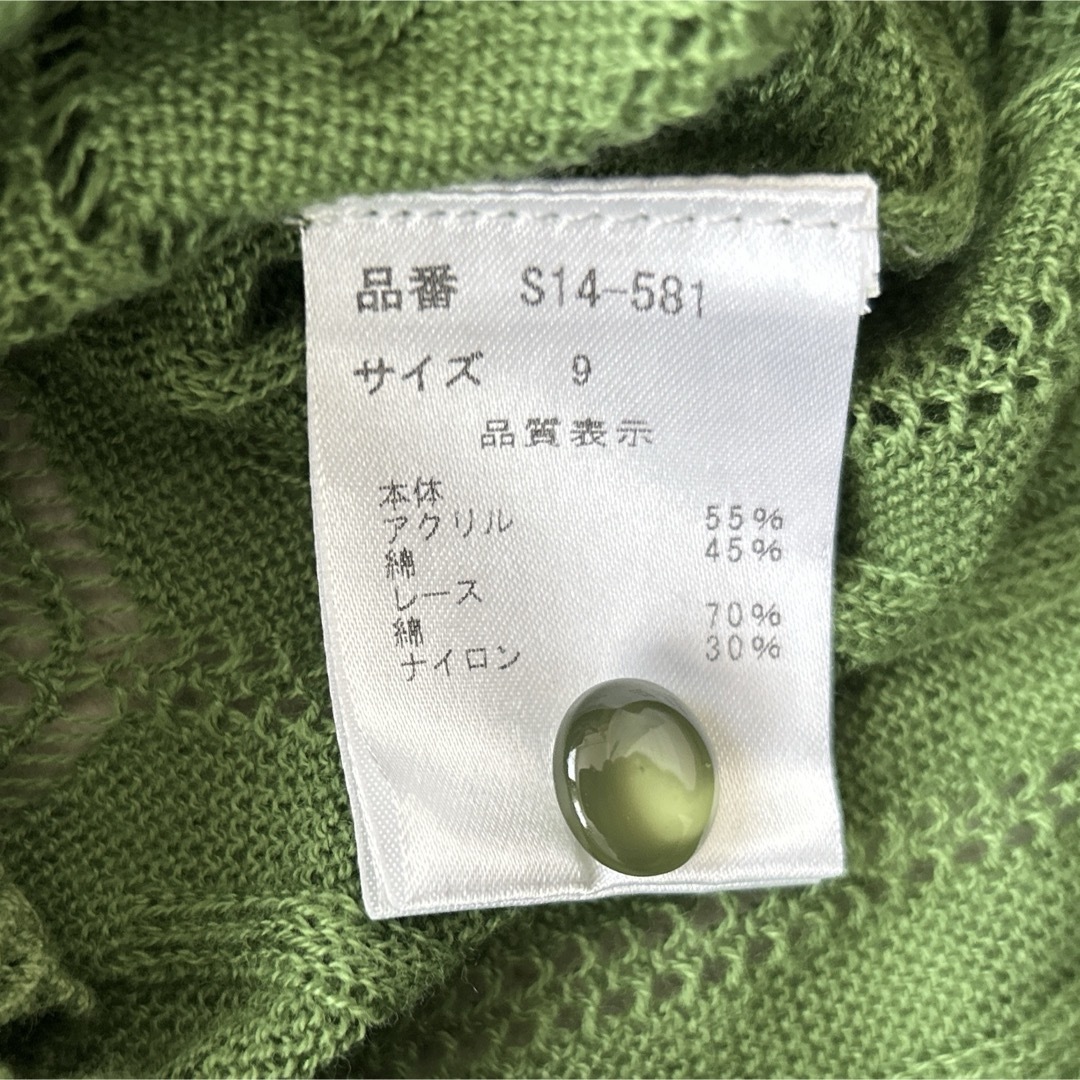 品番 S14-581
サイズ 9
品質表示
本体
アクリル 55%
綿 45%
レース
綿 70%
ナイロン 30%